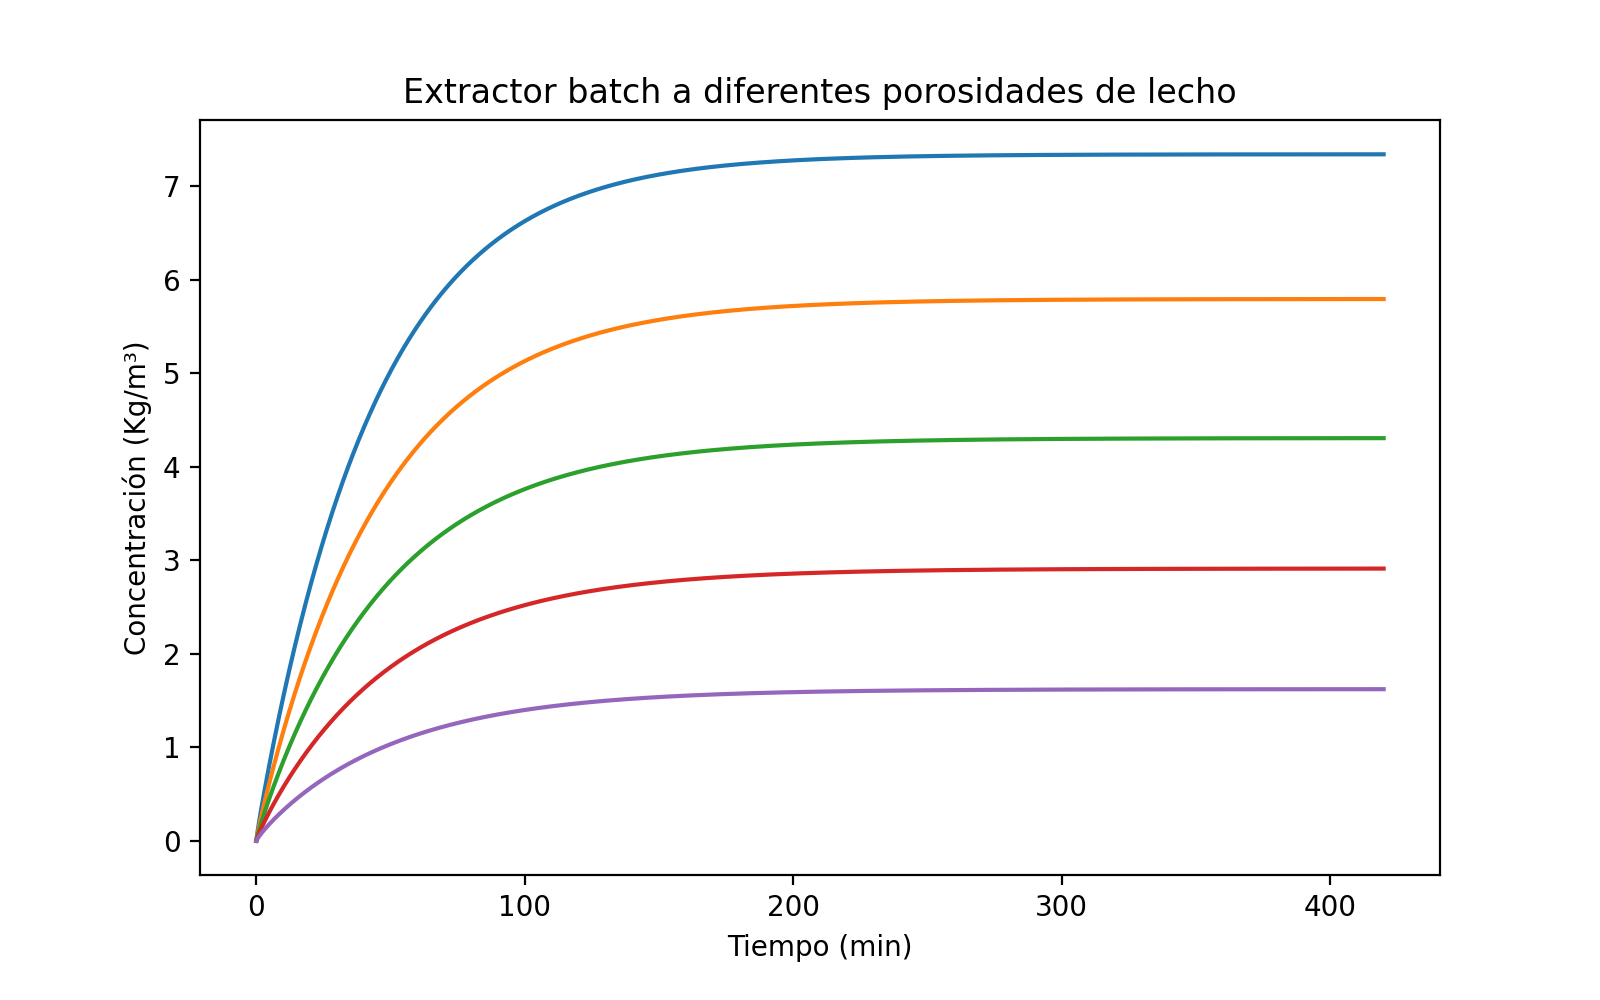 Extractor batch a diferentes porosidades de lecho
Concentración (Kg/m³)
7
6
5
4
3
2
1
0
0 100 200 300 400
Tiempo (min)